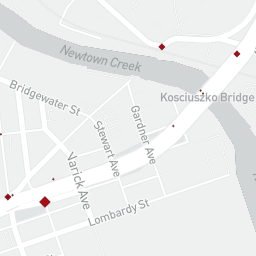 Newtown Creek
Bridgewater St
Kosciuszko Bridge
Gardner Ave
Stewart Ave
Varick Ave
Lombardy St